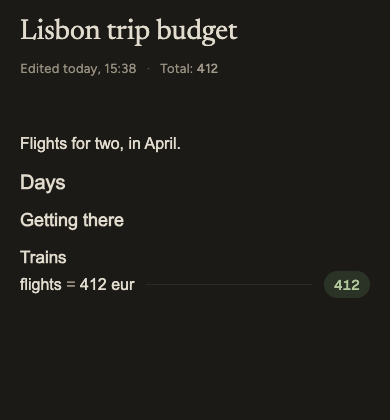 Lisbon trip budget
Edited today, 15:38 · Total: 412
Flights for two, in April.
Days
Getting there
Trains
flights = 412 eur 412